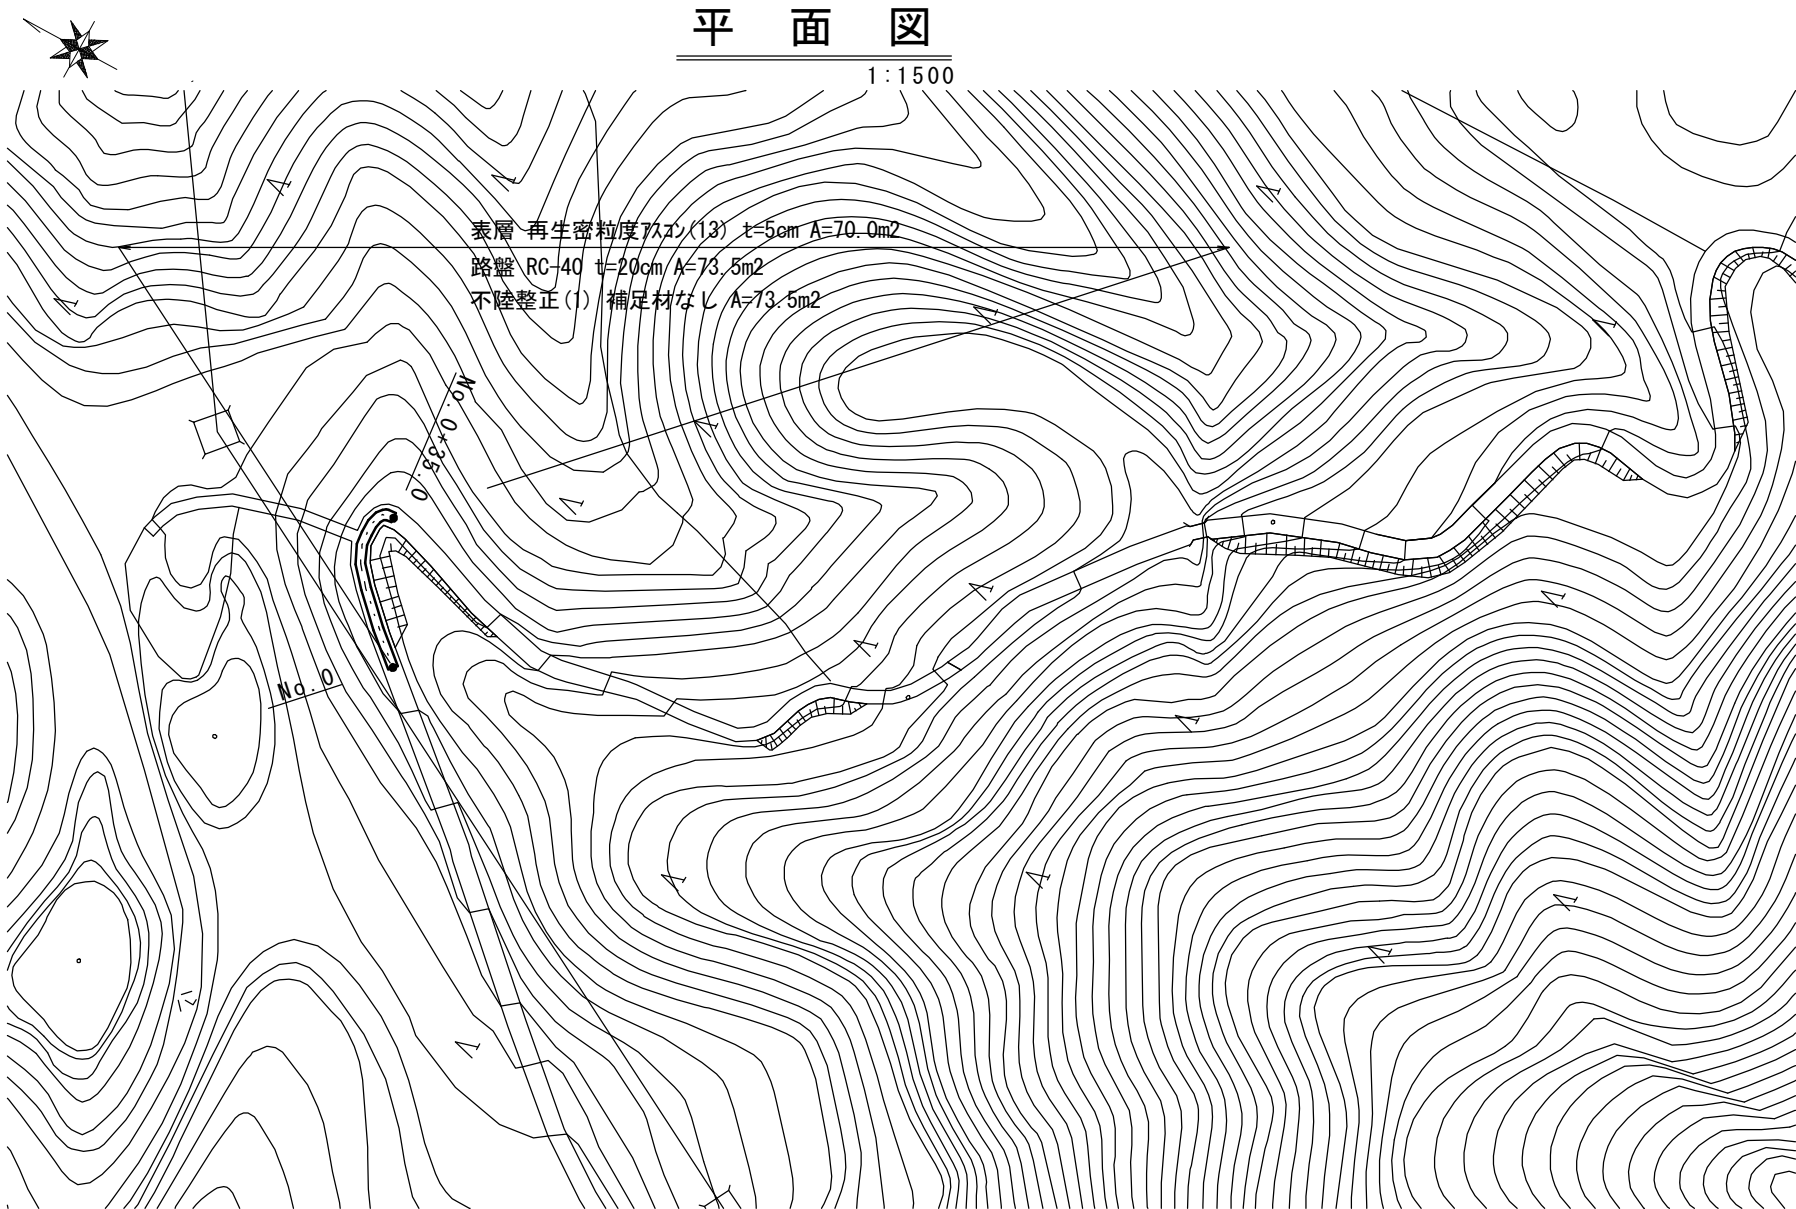 平 面 図
1:1500
表層 再生密粒度ｱｽｺﾝ(13) t=5cm A=70.0m2
路盤 RC-40 t=20cm A=73.5m2
不陸整正(1) 補足材なし A=73.5m2
No.0+35.0
No.0